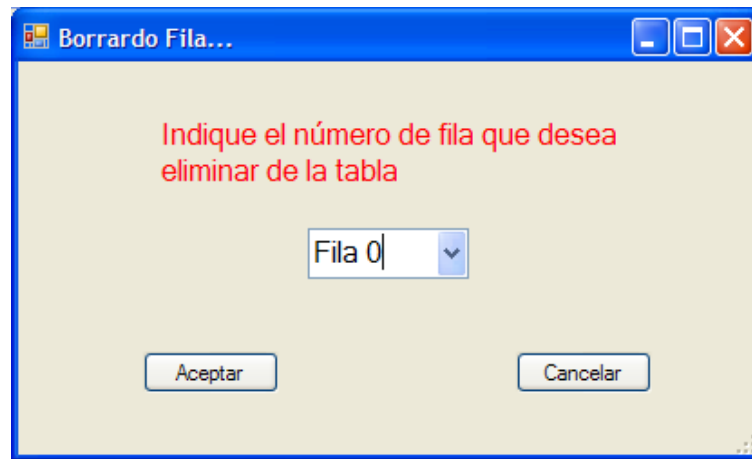 Borrardo Fila...
Indique el número de fila que desea
eliminar de la tabla
Fila 0
Aceptar
Cancelar